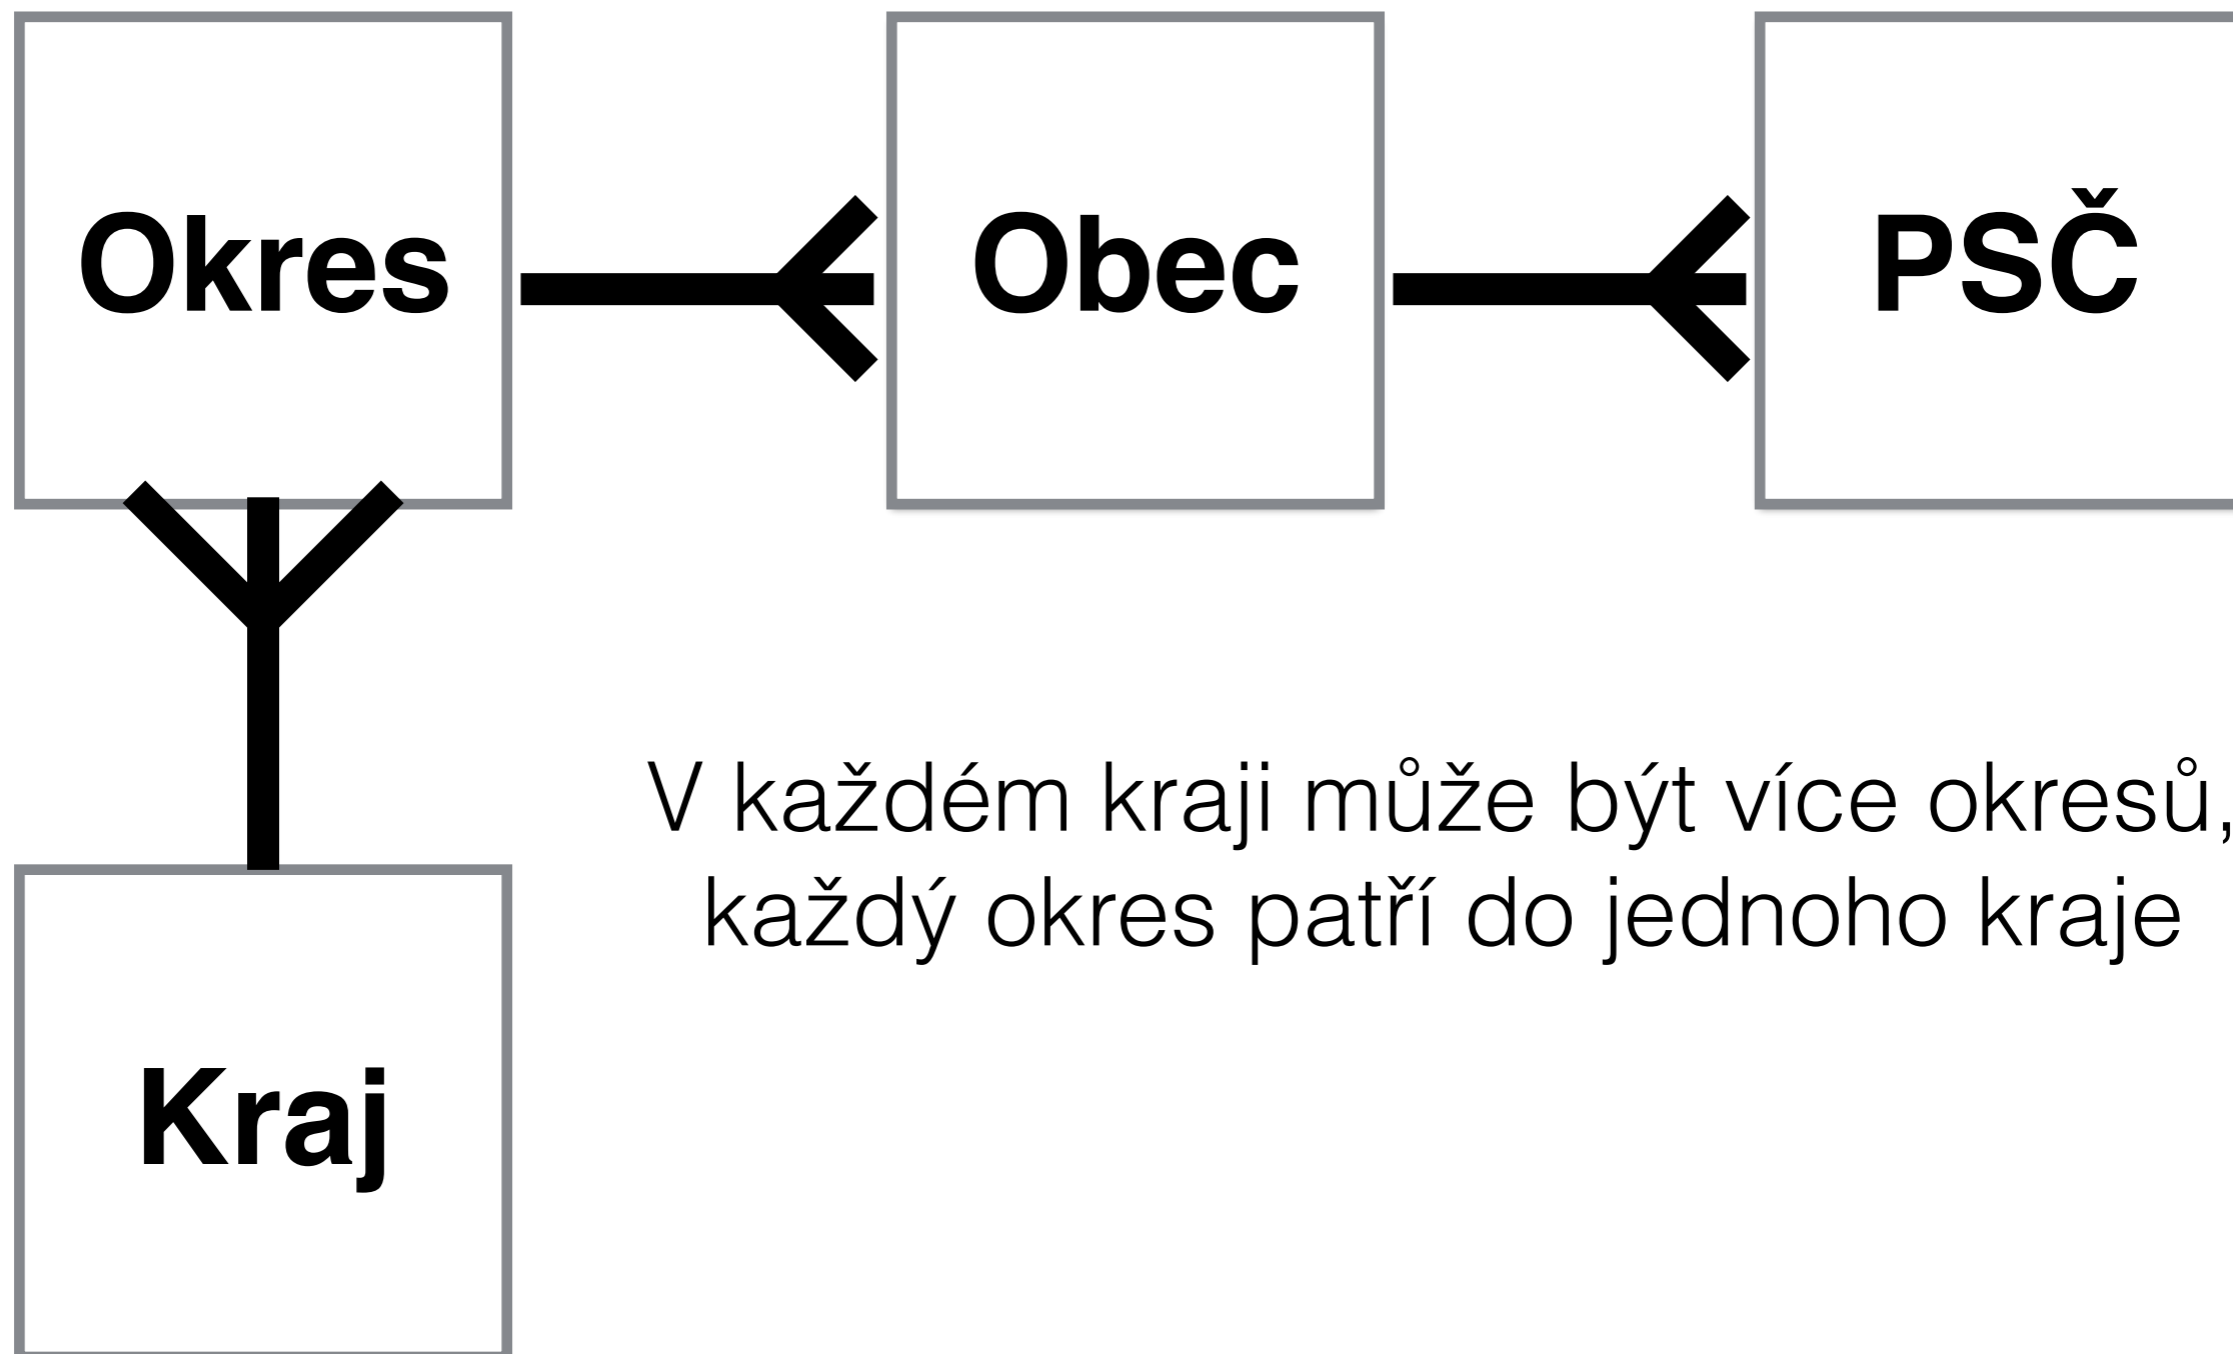 Okres
Obec
PSČ
V každém kraji může být více okresů,
každý okres patří do jednoho kraje
Kraj